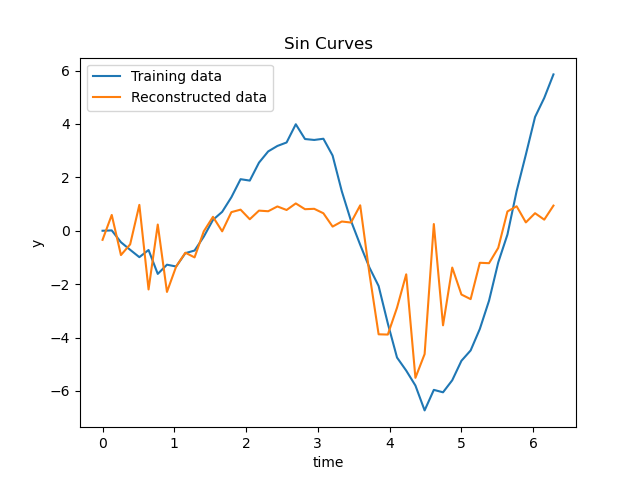 Sin Curves
Training data
Reconstructed data
6
4
2
0
−2
−4
−6
y
0 1 2 3 4 5 6
time